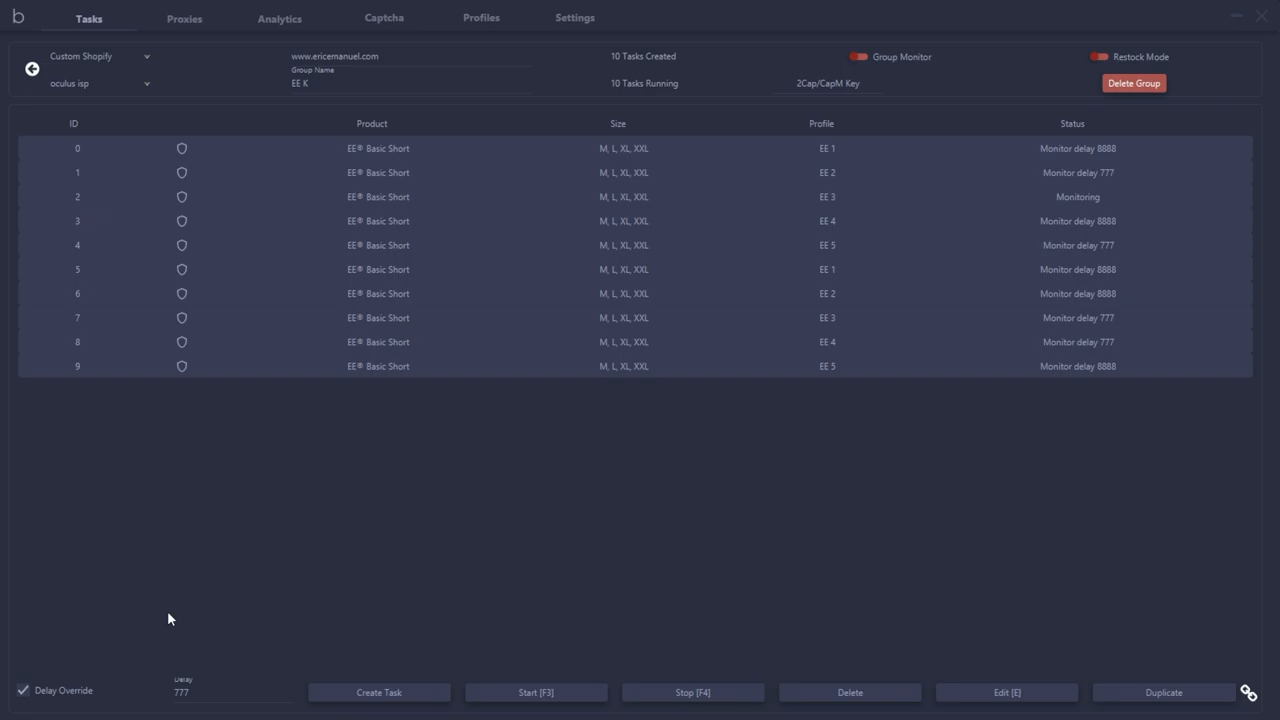 b Tasks Proxies Analytics Captcha Profiles Settings
Custom Shopify www.ericemanuel.com 10 Tasks Created Group Monitor Restock Mode
Group Name
oculus isp EE K 10 Tasks Running 2Cap/CapM Key Delete Group
ID Product Size Profile Status
0 EE® Basic Short M, L, XL, XXL EE 1 Monitor delay 8888
1 EE® Basic Short M, L, XL, XXL EE 2 Monitor delay 777
2 EE® Basic Short M, L, XL, XXL EE 3 Monitoring
3 EE® Basic Short M, L, XL, XXL EE 4 Monitor delay 8888
4 EE® Basic Short M, L, XL, XXL EE 5 Monitor delay 777
5 EE® Basic Short M, L, XL, XXL EE 1 Monitor delay 8888
6 EE® Basic Short M, L, XL, XXL EE 2 Monitor delay 8888
7 EE® Basic Short M, L, XL, XXL EE 3 Monitor delay 777
8 EE® Basic Short M, L, XL, XXL EE 4 Monitor delay 777
9 EE® Basic Short M, L, XL, XXL EE 5 Monitor delay 8888
Delay
Delay Override 777 Create Task Start [F3] Stop [F4] Delete Edit [E] Duplicate